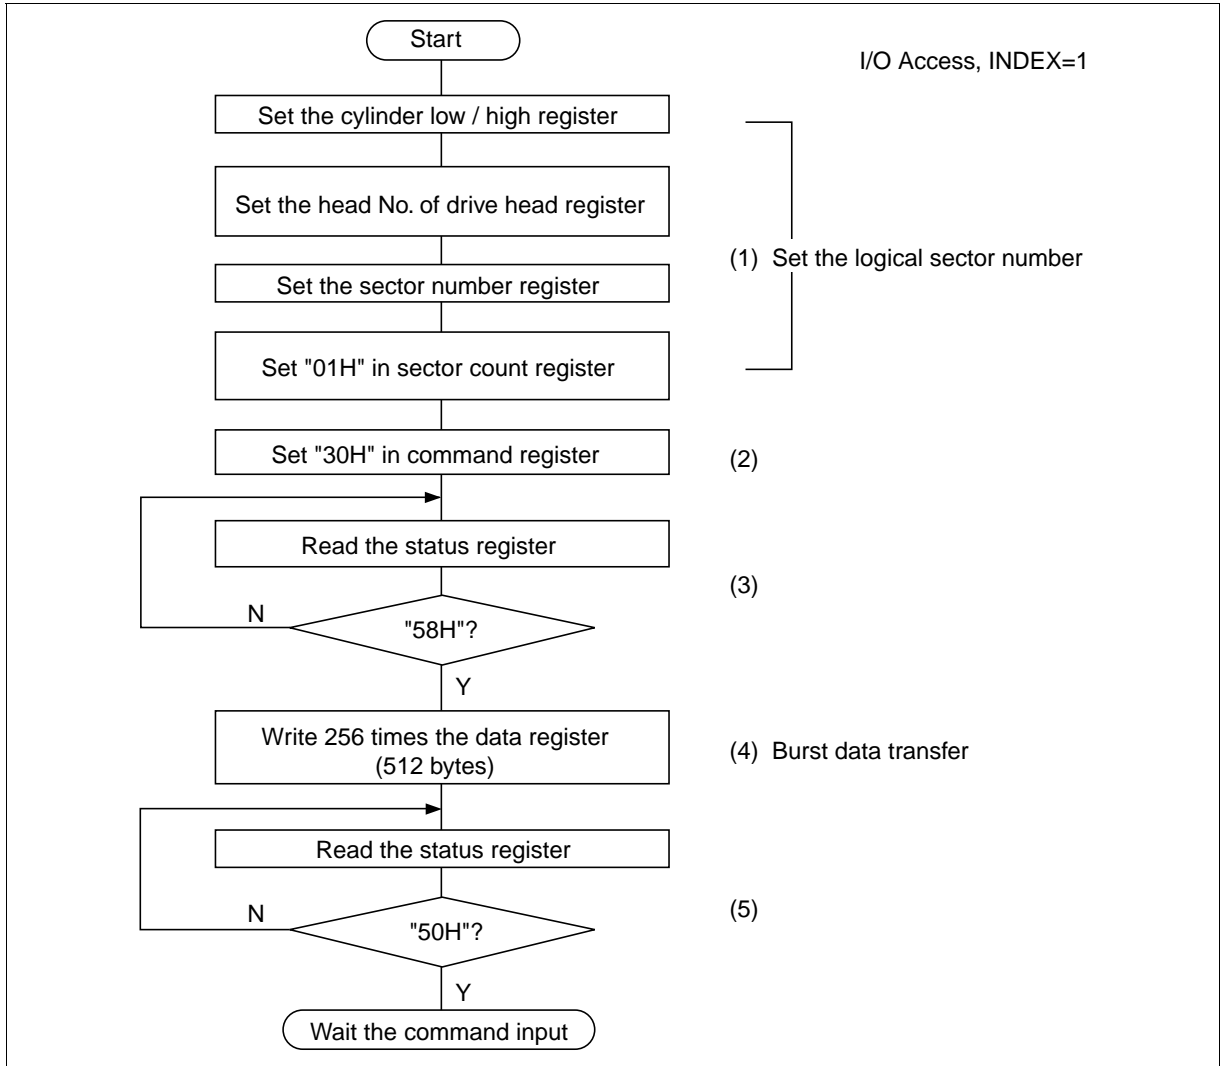 Start
I/O Access, INDEX=1
Set the cylinder low / high register
Set the head No. of drive head register
(1) Set the logical sector number
Set the sector number register
Set "01H" in sector count register
Set "30H" in command register
(2)
Read the status register
(3)
N
"58H"?
Y
Write 256 times the data register
(512 bytes)
(4) Burst data transfer
Read the status register
N
(5)
"50H"?
Y
Wait the command input